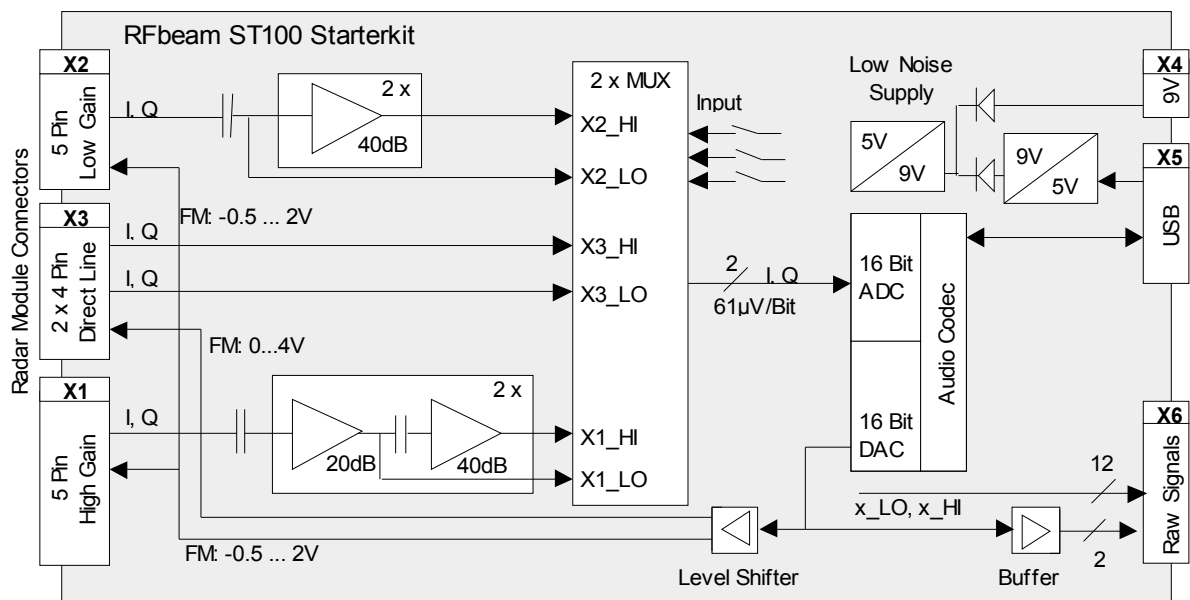 RFbeam ST100 Starterkit
Radar Module Connectors
X2
5 Pin
Low Gain
I, Q
2 x
40dB
FM: -0.5 ... 2V
X3
2 x 4 Pin
Direct Line
I, Q
I, Q
FM: 0...4V
X1
5 Pin
High Gain
I, Q
2 x
20dB
40dB
FM: -0.5 ... 2V
2 x MUX
X2_HI
X2_LO
X3_HI
X3_LO
X1_HI
X1_LO
Input
2
I, Q
61µV/Bit
Low Noise
Supply
5V
9V
9V
5V
X4
9V
X5
USB
16 Bit
ADC
16 Bit
DAC
Audio Codec
X6
Raw Signals
12
x_LO, x_HI
2
Level Shifter
Buffer